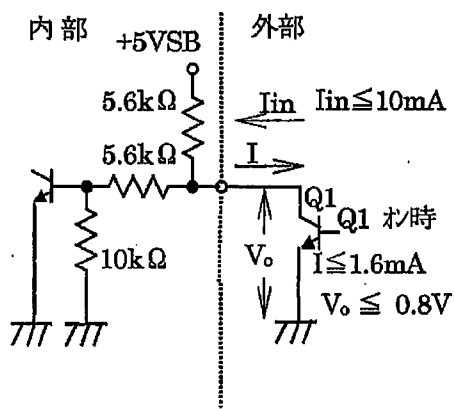 内部
外部
+5VSB
5.6kΩ
Iin Iin≦10mA
5.6kΩ
I
Q1
Q1 オン時
Vo
I≦1.6mA
10kΩ
Vo ≦ 0.8V